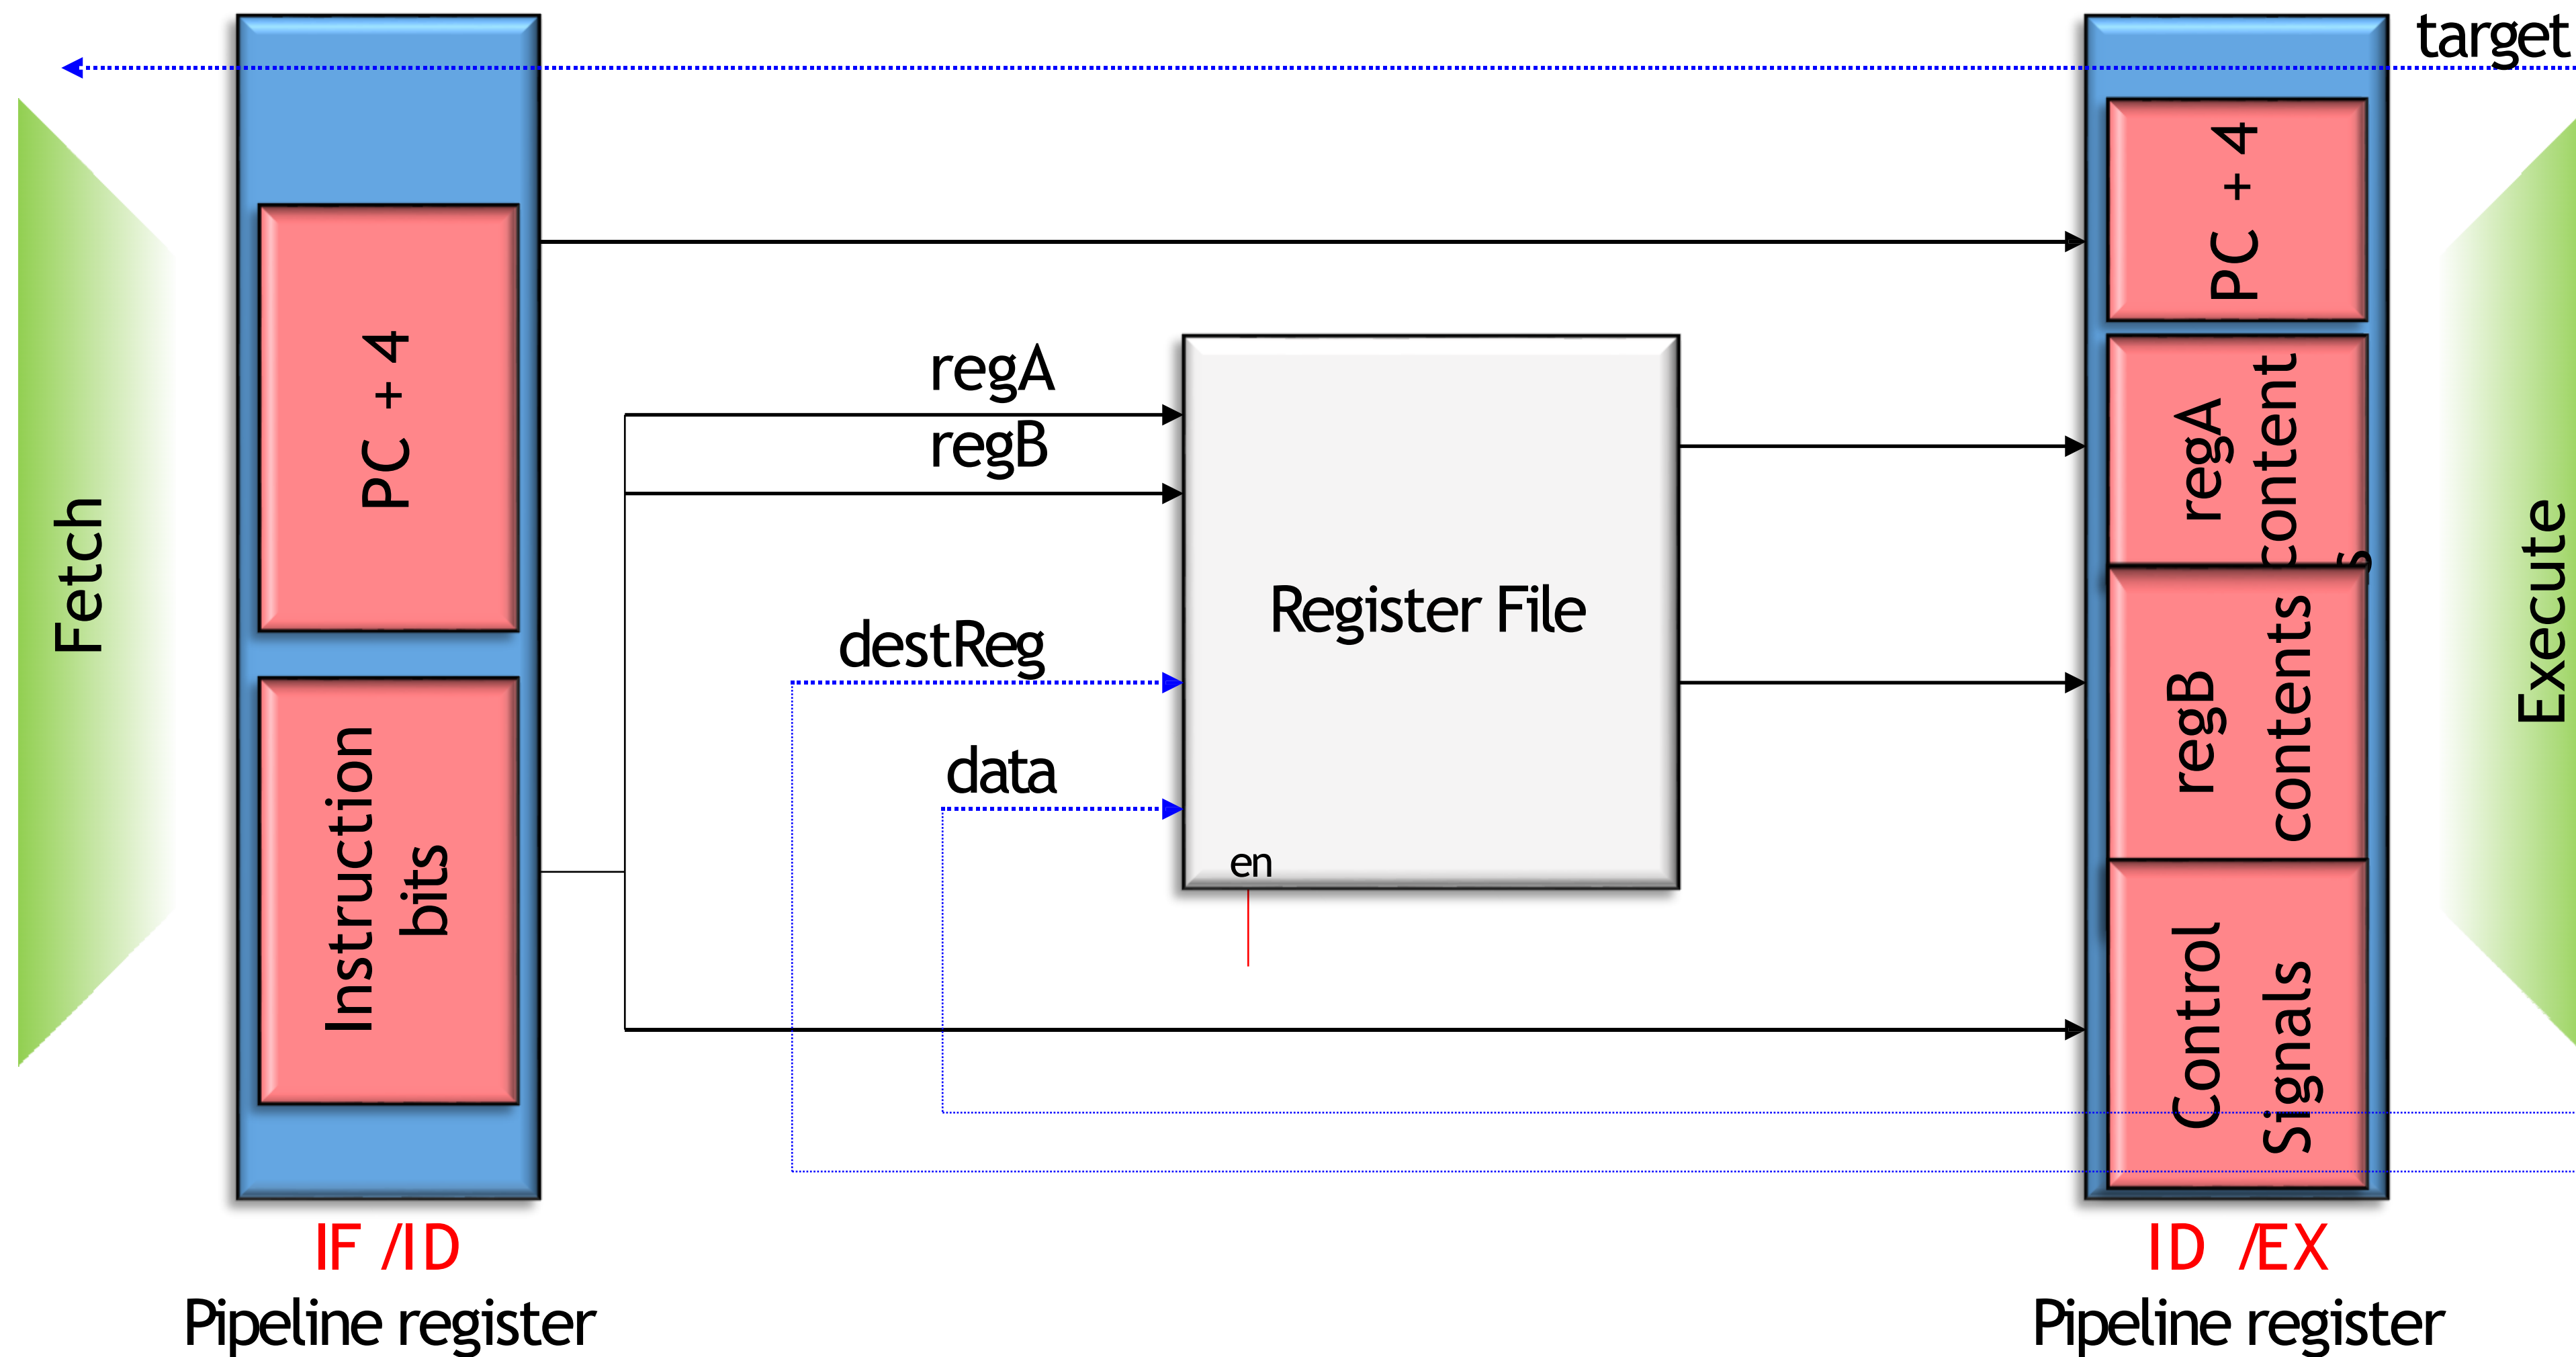 target
Fetch
PC + 4
Instruction
bits
regA
regB
destReg
data
Register File
en
PC + 4
regA
content
s
regB
contents
Control
Signals
Execute
IF /ID
Pipeline register
ID /EX
Pipeline register